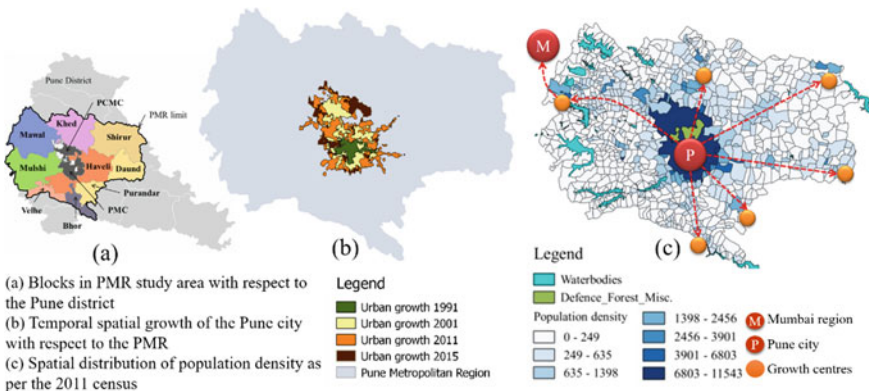 Pune District
PCMC
PMR limit
Khed
Mawal
Shirur
Mulshi
Haveli
Daund
Purandar
Velhe
PMC
Bhor
(a)
(b)
M
P
(c)
(a) Blocks in PMR study area with respect to
the Pune district
(b) Temporal spatial growth of the Pune city
with respect to the PMR
(c) Spatial distribution of population density as
per the 2011 census
Legend
Urban growth 1991
Urban growth 2001
Urban growth 2011
Urban growth 2015
Pune Metropolitan Region
Legend
Waterbodies
Defence_Forest_Misc.
Population density
0 - 249
249 - 635
635 - 1398
1398 - 2456
2456 - 3901
3901 - 6803
6803 - 11543
M Mumbai region
P Pune city
Growth centres